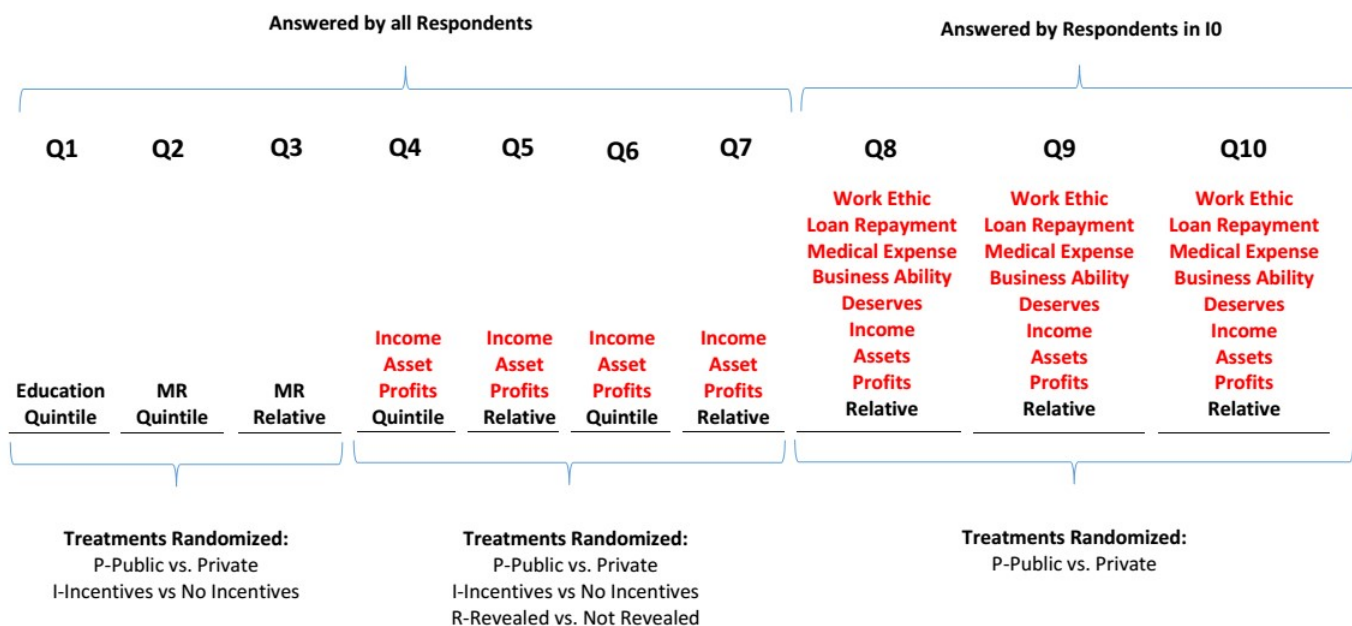 Answered by all Respondents
Answered by Respondents in I0
Q1 Q2 Q3 Q4 Q5 Q6 Q7 Q8 Q9 Q10
Work Ethic Work Ethic Work Ethic
Loan Repayment Loan Repayment Loan Repayment
Medical Expense Medical Expense Medical Expense
Business Ability Business Ability Business Ability
Deserves Deserves Deserves
Income Income Income Income Income Income Income
Asset Asset Asset Asset Assets Assets Assets
Education MR MR Profits Profits Profits Profits Profits Profits Profits
Quintile Quintile Relative Quintile Relative Quintile Relative Relative Relative Relative
Treatments Randomized:
P-Public vs. Private
I-Incentives vs No Incentives
Treatments Randomized:
P-Public vs. Private
I-Incentives vs No Incentives
R-Revealed vs. Not Revealed
Treatments Randomized:
P-Public vs. Private